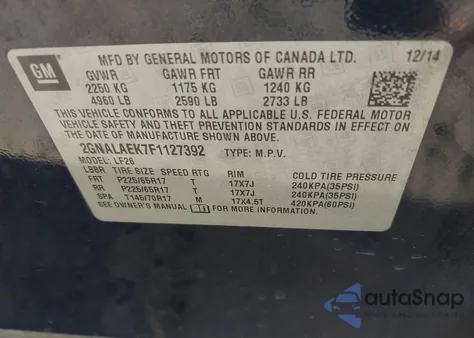 GM
MFD BY GENERAL MOTORS OF CANADA LTD. 12/14
GVWR GAWR FRT GAWR RR
2250 KG 1175 KG 1240 KG
4960 LB 2590 LB 2733 LB
THIS VEHICLE CONFORMS TO ALL APPLICABLE U.S. FEDERAL MOTOR
VEHICLE SAFETY AND THEFT PREVENTION STANDARDS IN EFFECT ON
THE DATE OF MANUFACTURE SHOWN ABOVE.
2GNALAEK7F1127392 TYPE: M.P.V.
MODEL: LF26
TIRE SIZE SPEED RTG RIM COLD TIRE PRESSURE
FRT P225/65R17 T 17X7J 240KPA(35PSI)
RR P225/65R17 T 17X7J 240KPA(35PSI)
SPA T145/70R17 M 17X4.5T 420KPA(60PSI)
SEE OWNER'S MANUAL FOR MORE INFORMATION
autoSnap